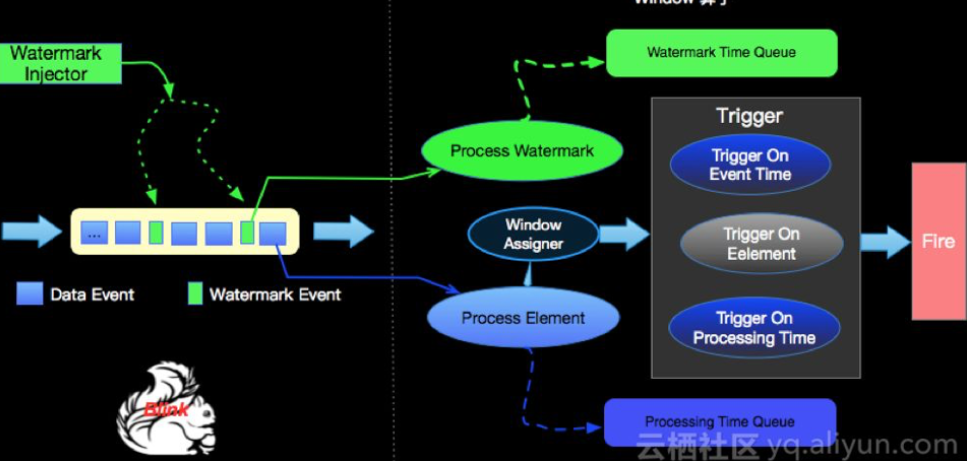 Window 算子
Watermark
Injector
Watermark Time Queue
Process Watermark
Trigger
Trigger On
Event Time
...
Window
Assigner
Trigger On
Eelement
Fire
Data Event
Watermark Event
Process Element
Trigger On
Processing Time
Blink
Processing Time Queue
云栖社区 yq.aliyun.com